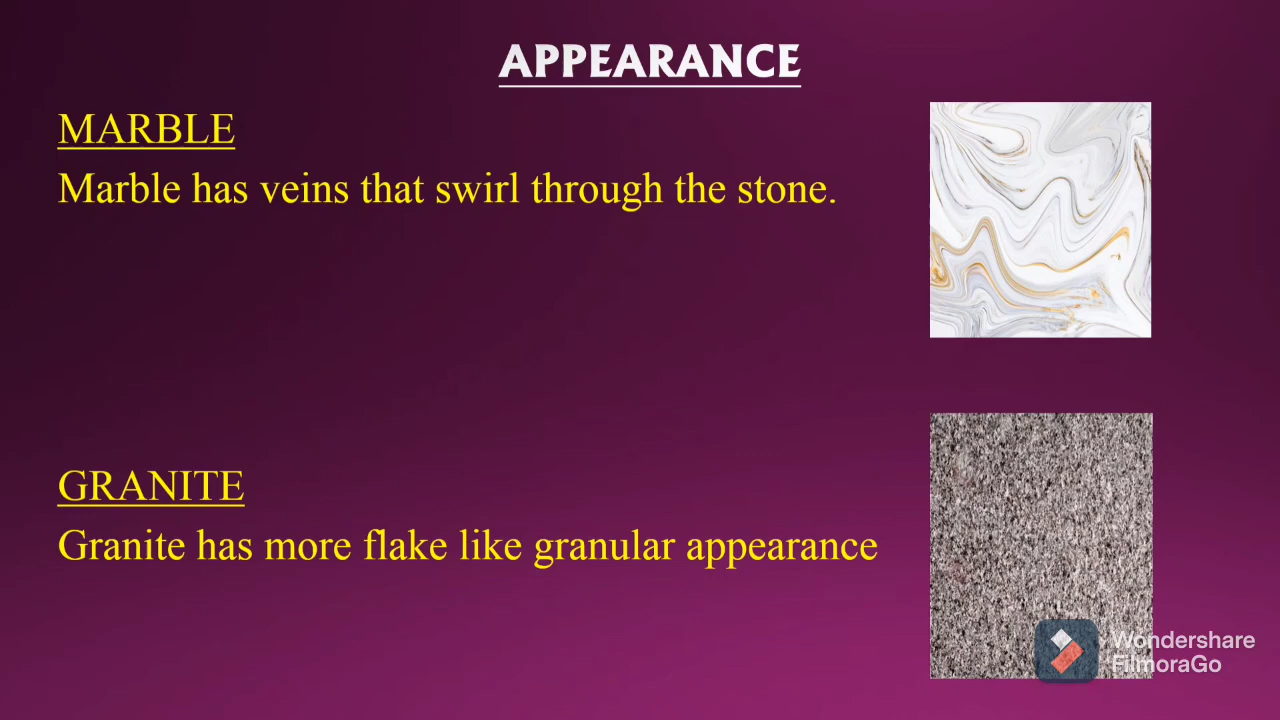 APPEARANCE
MARBLE
Marble has veins that swirl through the stone.
GRANITE
Granite has more flake like granular appearance
Wondershare
FilmoraGo